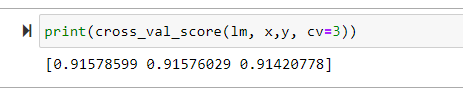 print(cross_val_score(lm, x,y, cv=3))
[0.91578599 0.91576029 0.91420778]